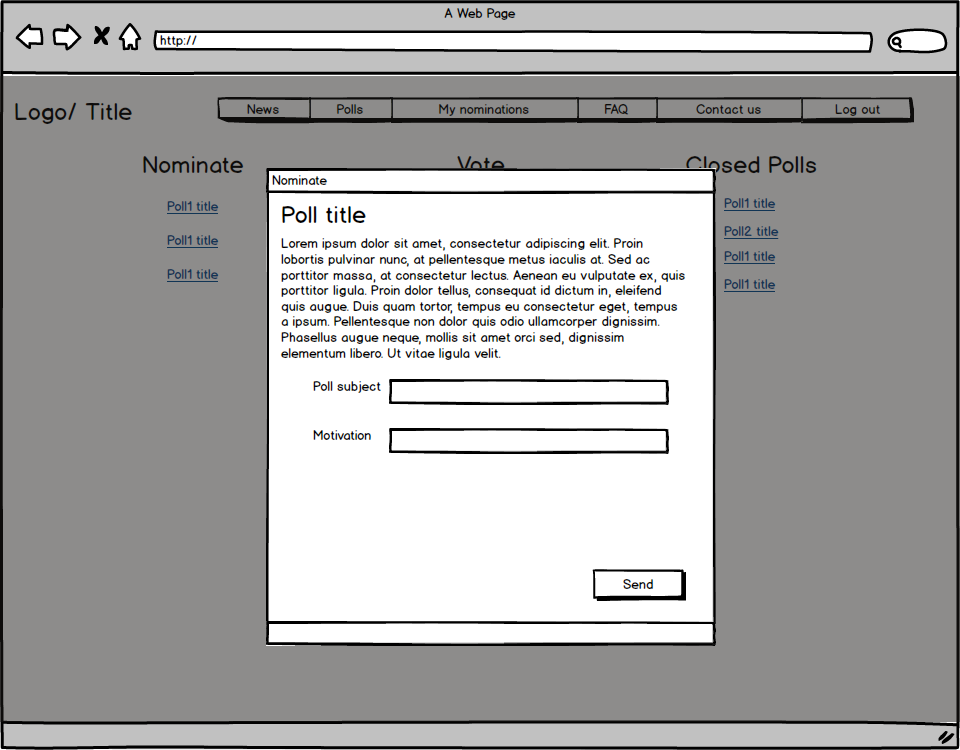 A Web Page
http://
Logo/ Title
News Polls My nominations FAQ Contact us Log out
Nominate Vote Closed Polls
Poll1 title
Poll1 title
Poll1 title
Poll1 title
Poll2 title
Poll1 title
Poll1 title
Nominate
Poll title
Lorem ipsum dolor sit amet, consectetur adipiscing elit. Proin
lobortis pulvinar nunc, at pellentesque metus iaculis at. Sed ac
porttitor massa, at consectetur lectus. Aenean eu vulputate ex, quis
porttitor ligula. Proin dolor tellus, consequat id dictum in, eleifend
quis augue. Duis quam tortor, tempus eu consectetur eget, tempus
a ipsum. Pellentesque non dolor quis odio ullamcorper dignissim.
Phasellus augue neque, mollis sit amet orci sed, dignissim
elementum libero. Ut vitae ligula velit.
Poll subject
Motivation
Send